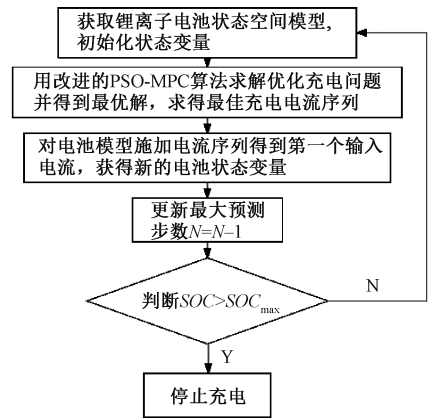 获取锂离子电池状态空间模型,
初始化状态变量
用改进的PSO-MPC算法求解优化充电问题
并得到最优解，求得最佳充电电流序列
对电池模型施加电流序列得到第一个输入
电流，获得新的电池状态变量
更新最大预测
步数N=N–1
判断SOC>SOCmax
N
Y
停止充电